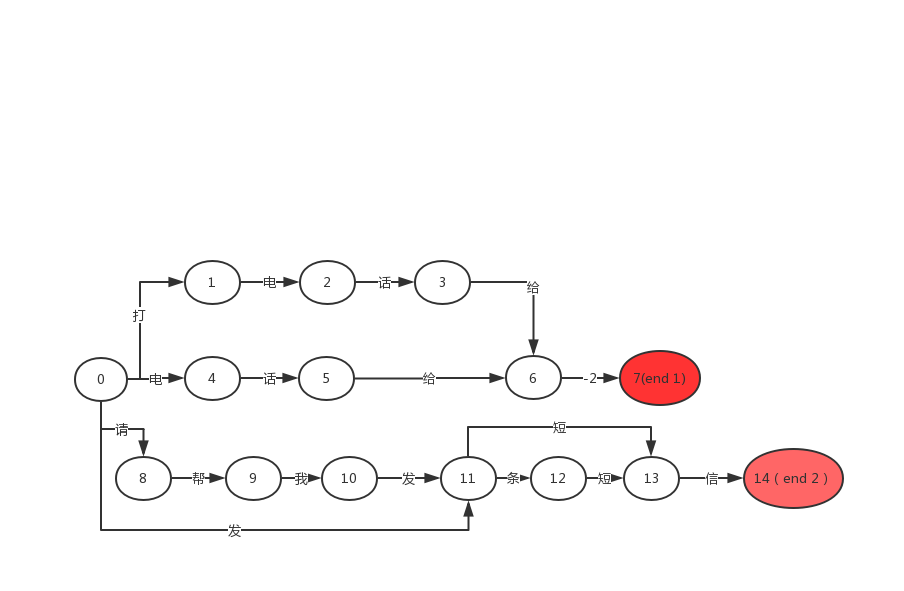 1 电 2 话 3 给
打
0 电 4 话 5 给 6 -2 7(end 1)
短
请
8 帮 9 我 10 发 11 条 12 短 13 信 14 ( end 2 )
发